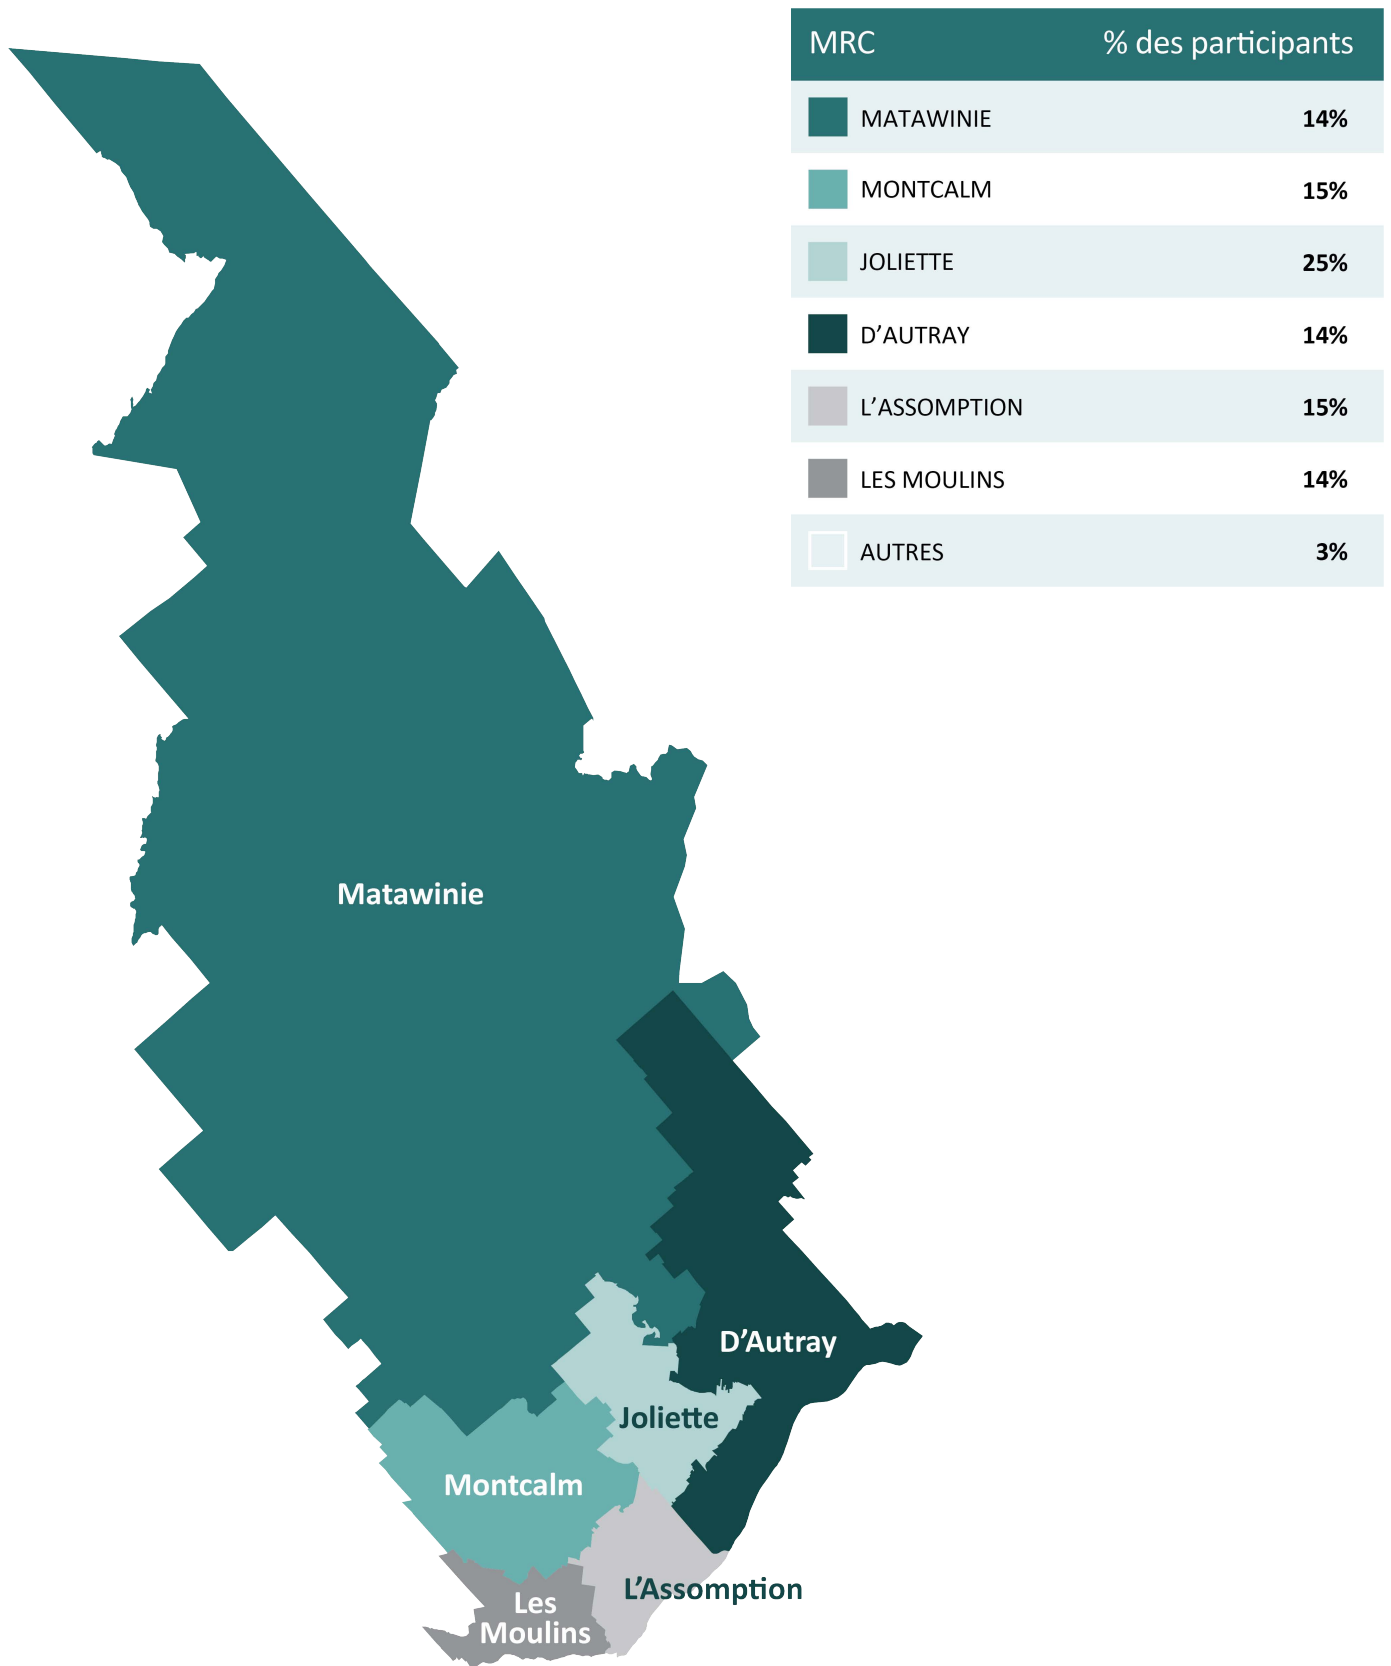 MRC % des participants
MATAWINIE 14%
MONTCALM 15%
JOLIETTE 25%
D’AUTRAY 14%
L’ASSOMPTION 15%
LES MOULINS 14%
AUTRES 3%
Matawinie
D’Autray
Joliette
Montcalm
L’Assomption
Les
Moulins